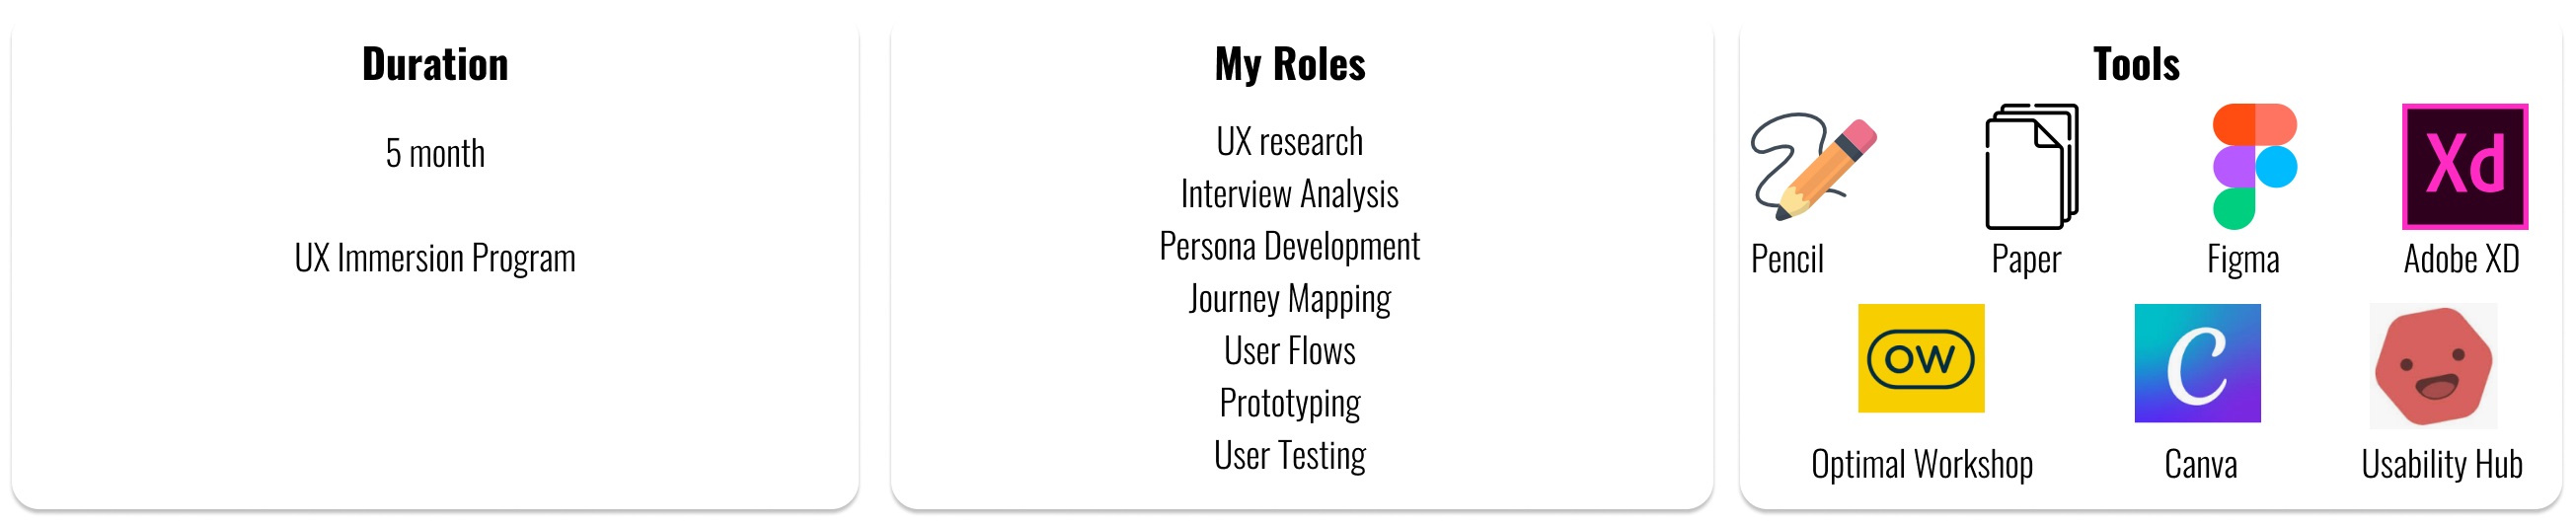 Duration
5 month
UX Immersion Program
My Roles
UX research
Interview Analysis
Persona Development
Journey Mapping
User Flows
Prototyping
User Testing
Tools
Xd
Pencil
Paper
Figma
Adobe XD
OW
C
Optimal Workshop
Canva
Usability Hub